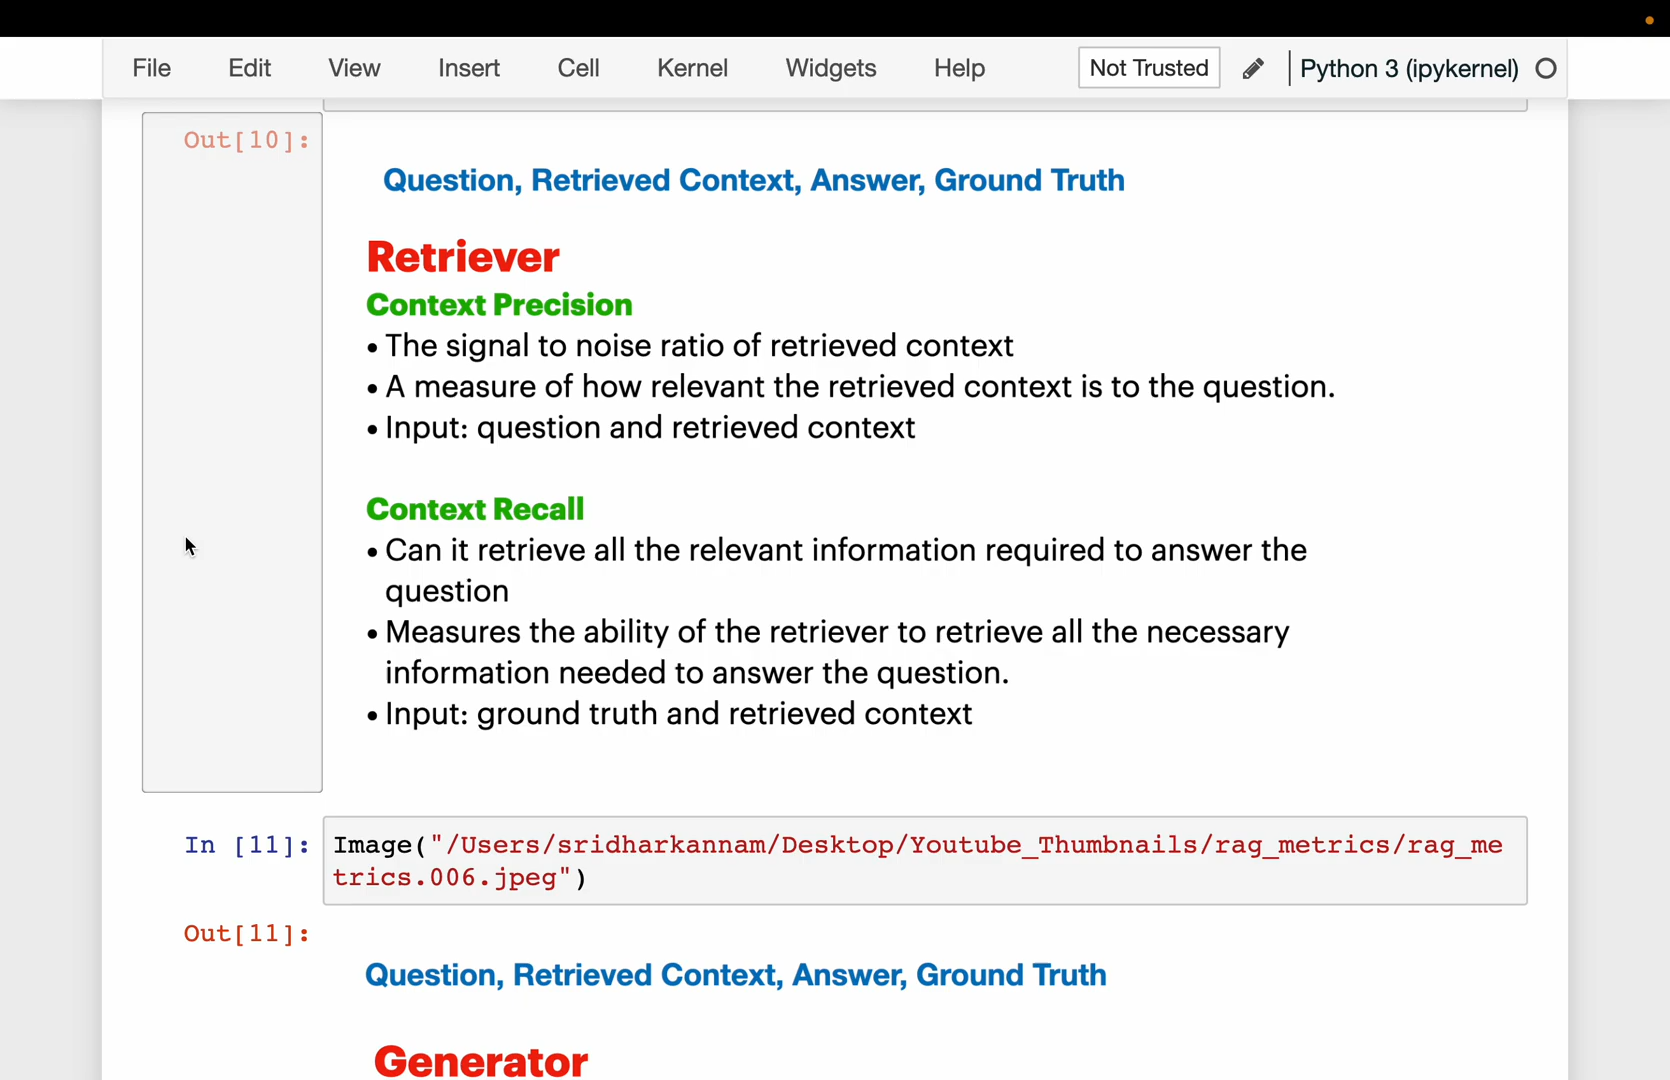 File Edit View Insert Cell Kernel Widgets Help Not Trusted Python 3 (ipykernel)
Out[10]:
Question, Retrieved Context, Answer, Ground Truth
Retriever
Context Precision
• The signal to noise ratio of retrieved context
• A measure of how relevant the retrieved context is to the question.
• Input: question and retrieved context
Context Recall
• Can it retrieve all the relevant information required to answer the
question
• Measures the ability of the retriever to retrieve all the necessary
information needed to answer the question.
• Input: ground truth and retrieved context
In [11]: Image("/Users/sridharkannam/Desktop/Youtube_Thumbnails/rag_metrics/rag_me
trics.006.jpeg")
Out[11]:
Question, Retrieved Context, Answer, Ground Truth
Generator